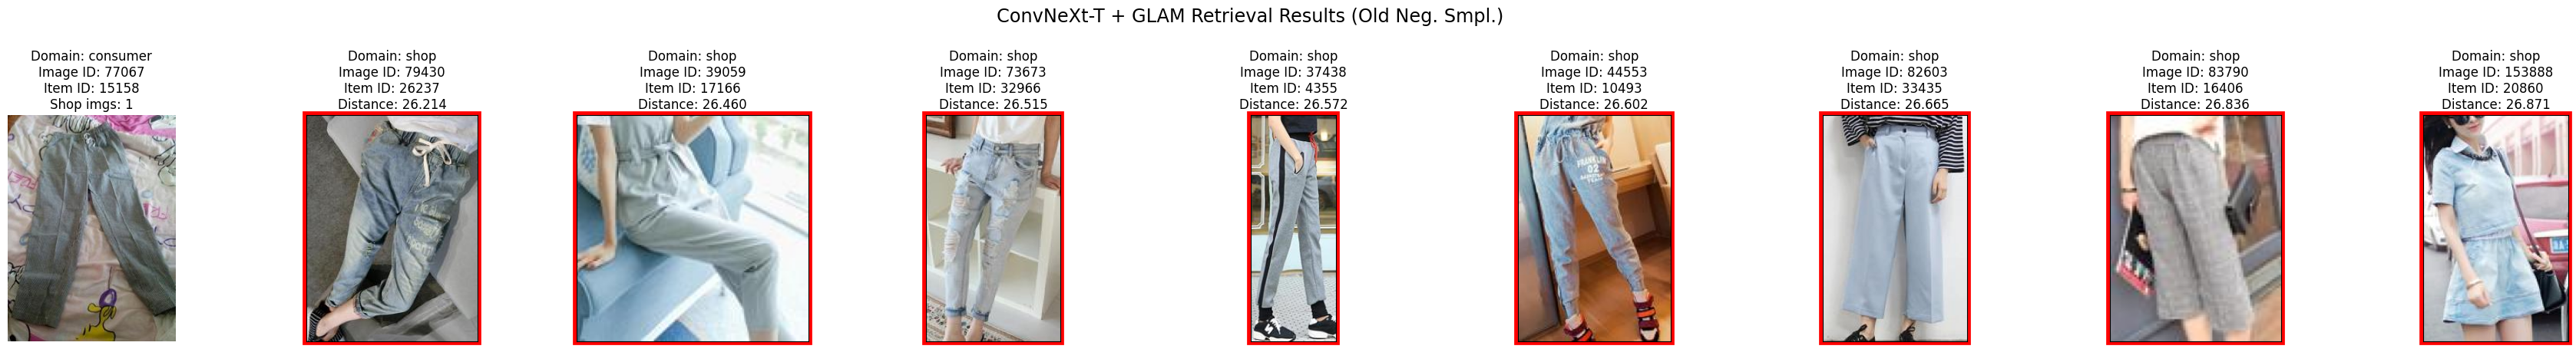 ConvNeXt-T + GLAM Retrieval Results (Old Neg. Smpl.)
Domain: consumer
Image ID: 77067
Item ID: 15158
Shop imgs: 1
Domain: shop
Image ID: 79430
Item ID: 26237
Distance: 26.214
Domain: shop
Image ID: 39059
Item ID: 17166
Distance: 26.460
Domain: shop
Image ID: 73673
Item ID: 32966
Distance: 26.515
Domain: shop
Image ID: 37438
Item ID: 4355
Distance: 26.572
Domain: shop
Image ID: 44553
Item ID: 10493
Distance: 26.602
FRANKLIN
02
Domain: shop
Image ID: 82603
Item ID: 33435
Distance: 26.665
Domain: shop
Image ID: 83790
Item ID: 16406
Distance: 26.836
Domain: shop
Image ID: 153888
Item ID: 20860
Distance: 26.871